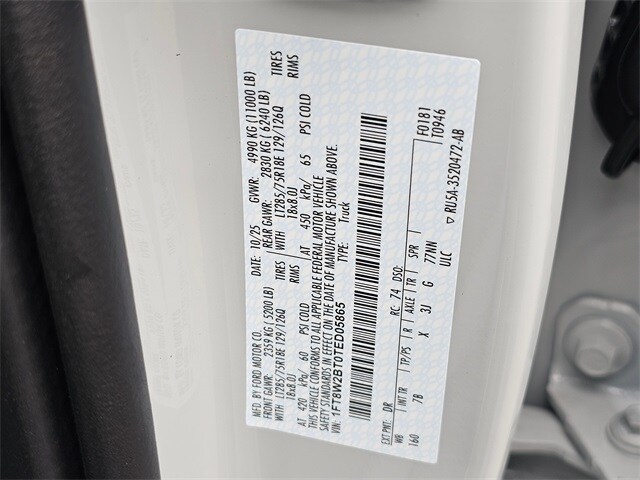 MFD. BY FORD MOTOR CO.
DATE: 10/25 GVWR: 4990 KG (11000 LB)
FRONT GAWR: 2359 KG (5200 LB) REAR GAWR: 2830 KG (6240 LB)
WITH LT285/75R18E 129/126Q TIRES WITH LT285/75R18E 129/126Q TIRES
18x8.0J RIMS 18x8.0J RIMS
AT 420 kPa/ 60 PSI COLD AT 450 kPa/ 65 PSI COLD
THIS VEHICLE CONFORMS TO ALL APPLICABLE FEDERAL MOTOR VEHICLE
SAFETY STANDARDS IN EFFECT ON THE DATE OF MANUFACTURE SHOWN ABOVE.
VIN: 1FT8W2BT0TED05865 TYPE: Truck
F0181
T0946
EXT PNT: DR RC: 74 DSO:
WB INT TR TP/PS R AXLE TR SPR
160 7B X 3J G 77NN
ULC ▽ RU5A-3520472-AB